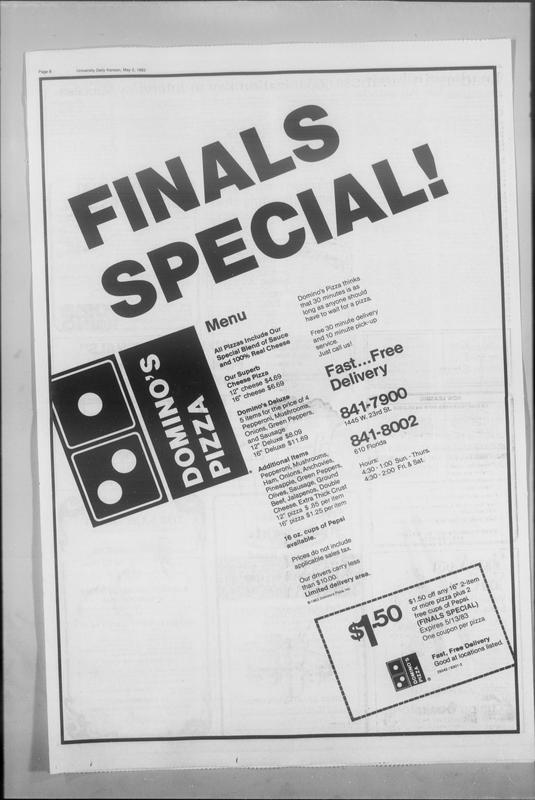 Page 8 University Daily Kansan, May 2, 1983
FINALS
SPECIAL!
DOMINO'S
PIZZA
Menu
All Pizzas Include Our
Special Blend of Sauce
and 100% Real Cheese
Our Superb
Cheese Pizza
12" cheese $4.69
16" cheese $6.69
Domino's Deluxe
5 items for the price of 4
Pepperoni, Mushrooms,
Onions, Green Peppers,
and Sausage
12" Deluxe $8.09
16" Deluxe $11.69
Additional Items
Pepperoni, Mushrooms,
Ham, Onions, Anchovies,
Pineapple, Green Peppers,
Olives, Sausage, Ground
Beef, Jalapenos, Double
Cheese, Extra Thick Crust
12" pizza $ .85 per item
16" pizza $1.25 per item
16 oz. cups of Pepsi
available.
Prices do not include
applicable sales tax.
Our drivers carry less
than $10.00.
Limited delivery area.
Domino's Pizza thinks
that 30 minutes is as
long as anyone should
have to wait for a pizza.
Free 30 minute delivery
and 10 minute pick-up
service.
Just call us!
Fast...Free
Delivery
841-7900
1445 W. 23rd St.
841-8002
610 Florida
Hours:
4:30 - 1:00 Sun. - Thurs.
4:30 - 2:00 Fri. & Sat.
$1.50
$1.50 off any 16" 2-item
or more pizza plus 2
free cups of Pepsi.
(FINALS SPECIAL)
Expires 5/13/83
One coupon per pizza
Fast, Free Delivery
Good at locations listed.
DOMINO'S
PIZZA